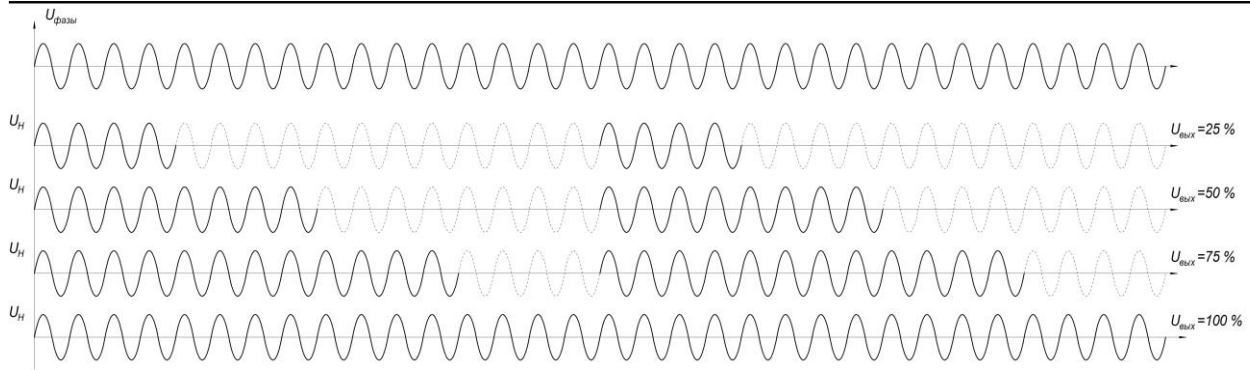 Uфазы
Uн
Uвых=25 %
Uн
Uвых=50 %
Uн
Uвых=75 %
Uн
Uвых=100 %